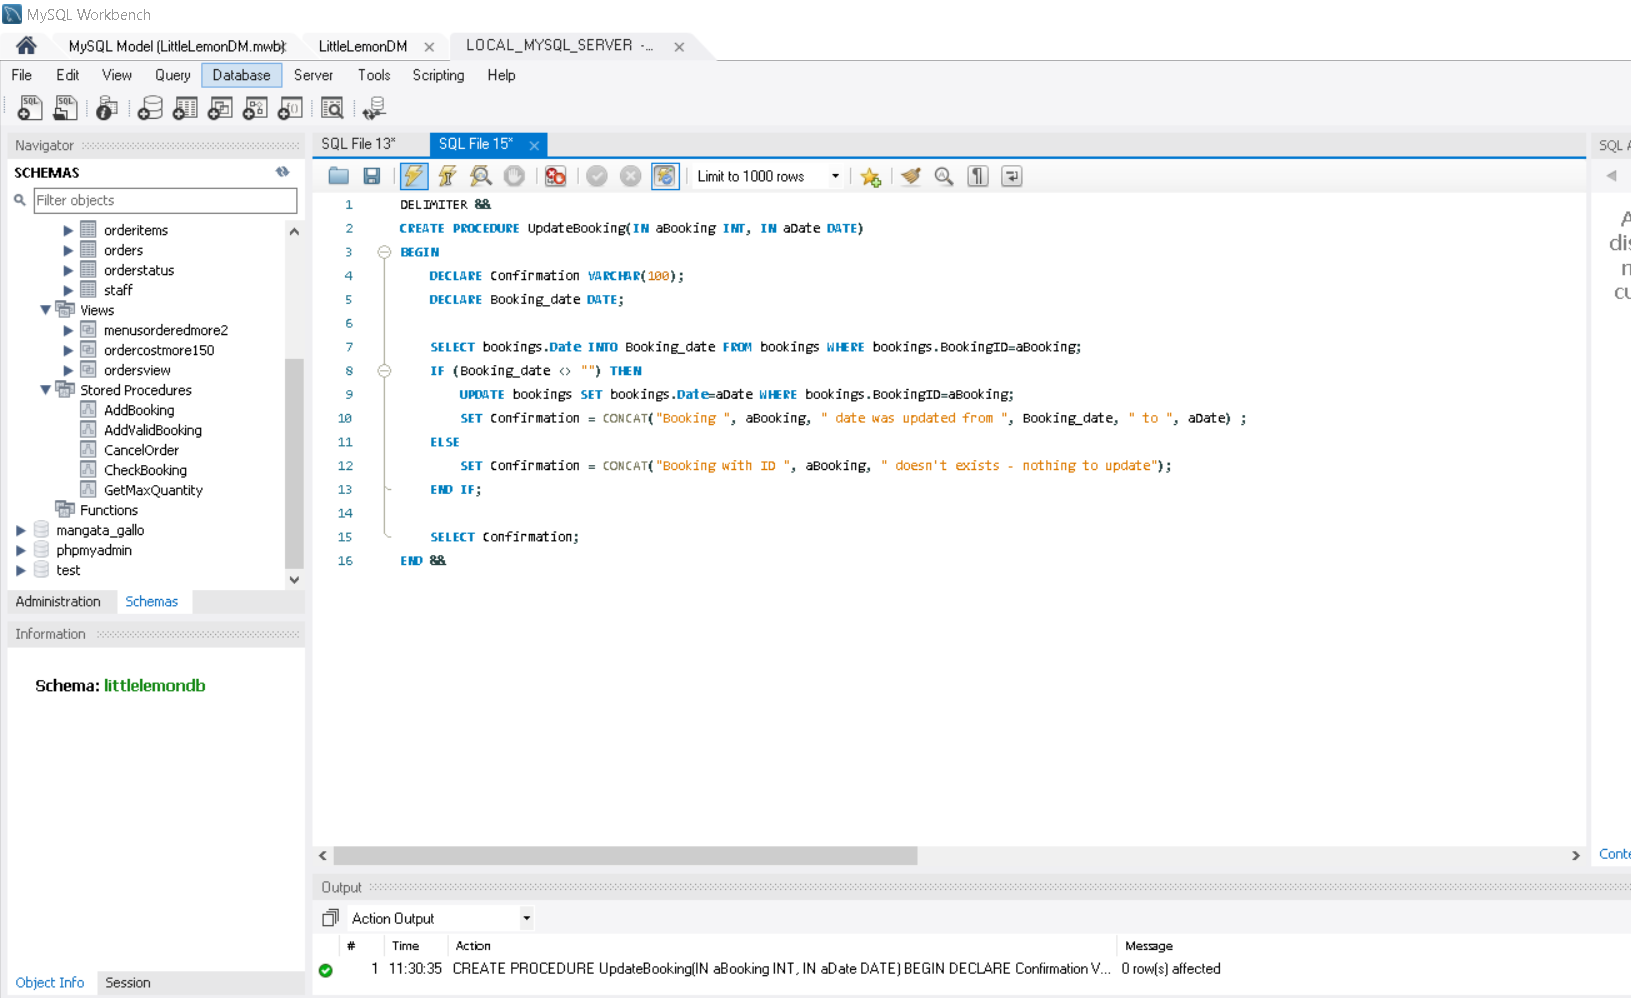 MySQL Workbench
MySQL Model (LittleLemonDM.mwb)
LittleLemonDM
LOCAL_MYSQL_SERVER -...
File Edit View Query Database Server Tools Scripting Help
Navigator
SCHEMAS
Filter objects
orderitems
orders
orderstatus
staff
Views
menusorderedmore2
ordercostmore150
ordersview
Stored Procedures
AddBooking
AddValidBooking
CancelOrder
CheckBooking
GetMaxQuantity
Functions
mangata_gallo
phpmyadmin
test
Administration Schemas
Information
Schema: littlelemondb
Object Info Session
SQL File 13* SQL File 15*
Limit to 1000 rows
1 DELIMITER &&
2 CREATE PROCEDURE UpdateBooking(IN aBooking INT, IN aDate DATE)
3 BEGIN
4 DECLARE Confirmation VARCHAR(100);
5 DECLARE Booking_date DATE;
6
7 SELECT bookings.Date INTO Booking_date FROM bookings WHERE bookings.BookingID=aBooking;
8 IF (Booking_date <> "") THEN
9 UPDATE bookings SET bookings.Date=aDate WHERE bookings.BookingID=aBooking;
10 SET Confirmation = CONCAT("Booking ", aBooking, " date was updated from ", Booking_date, " to ", aDate) ;
11 ELSE
12 SET Confirmation = CONCAT("Booking with ID ", aBooking, " doesn't exists - nothing to update");
13 END IF;
14
15 SELECT Confirmation;
16 END &&
Output
Action Output
# Time Action Message
1 11:30:35 CREATE PROCEDURE UpdateBooking(IN aBooking INT, IN aDate DATE) BEGIN DECLARE Confirmation V... 0 row(s) affected
SQL A
dis
cu
Conte